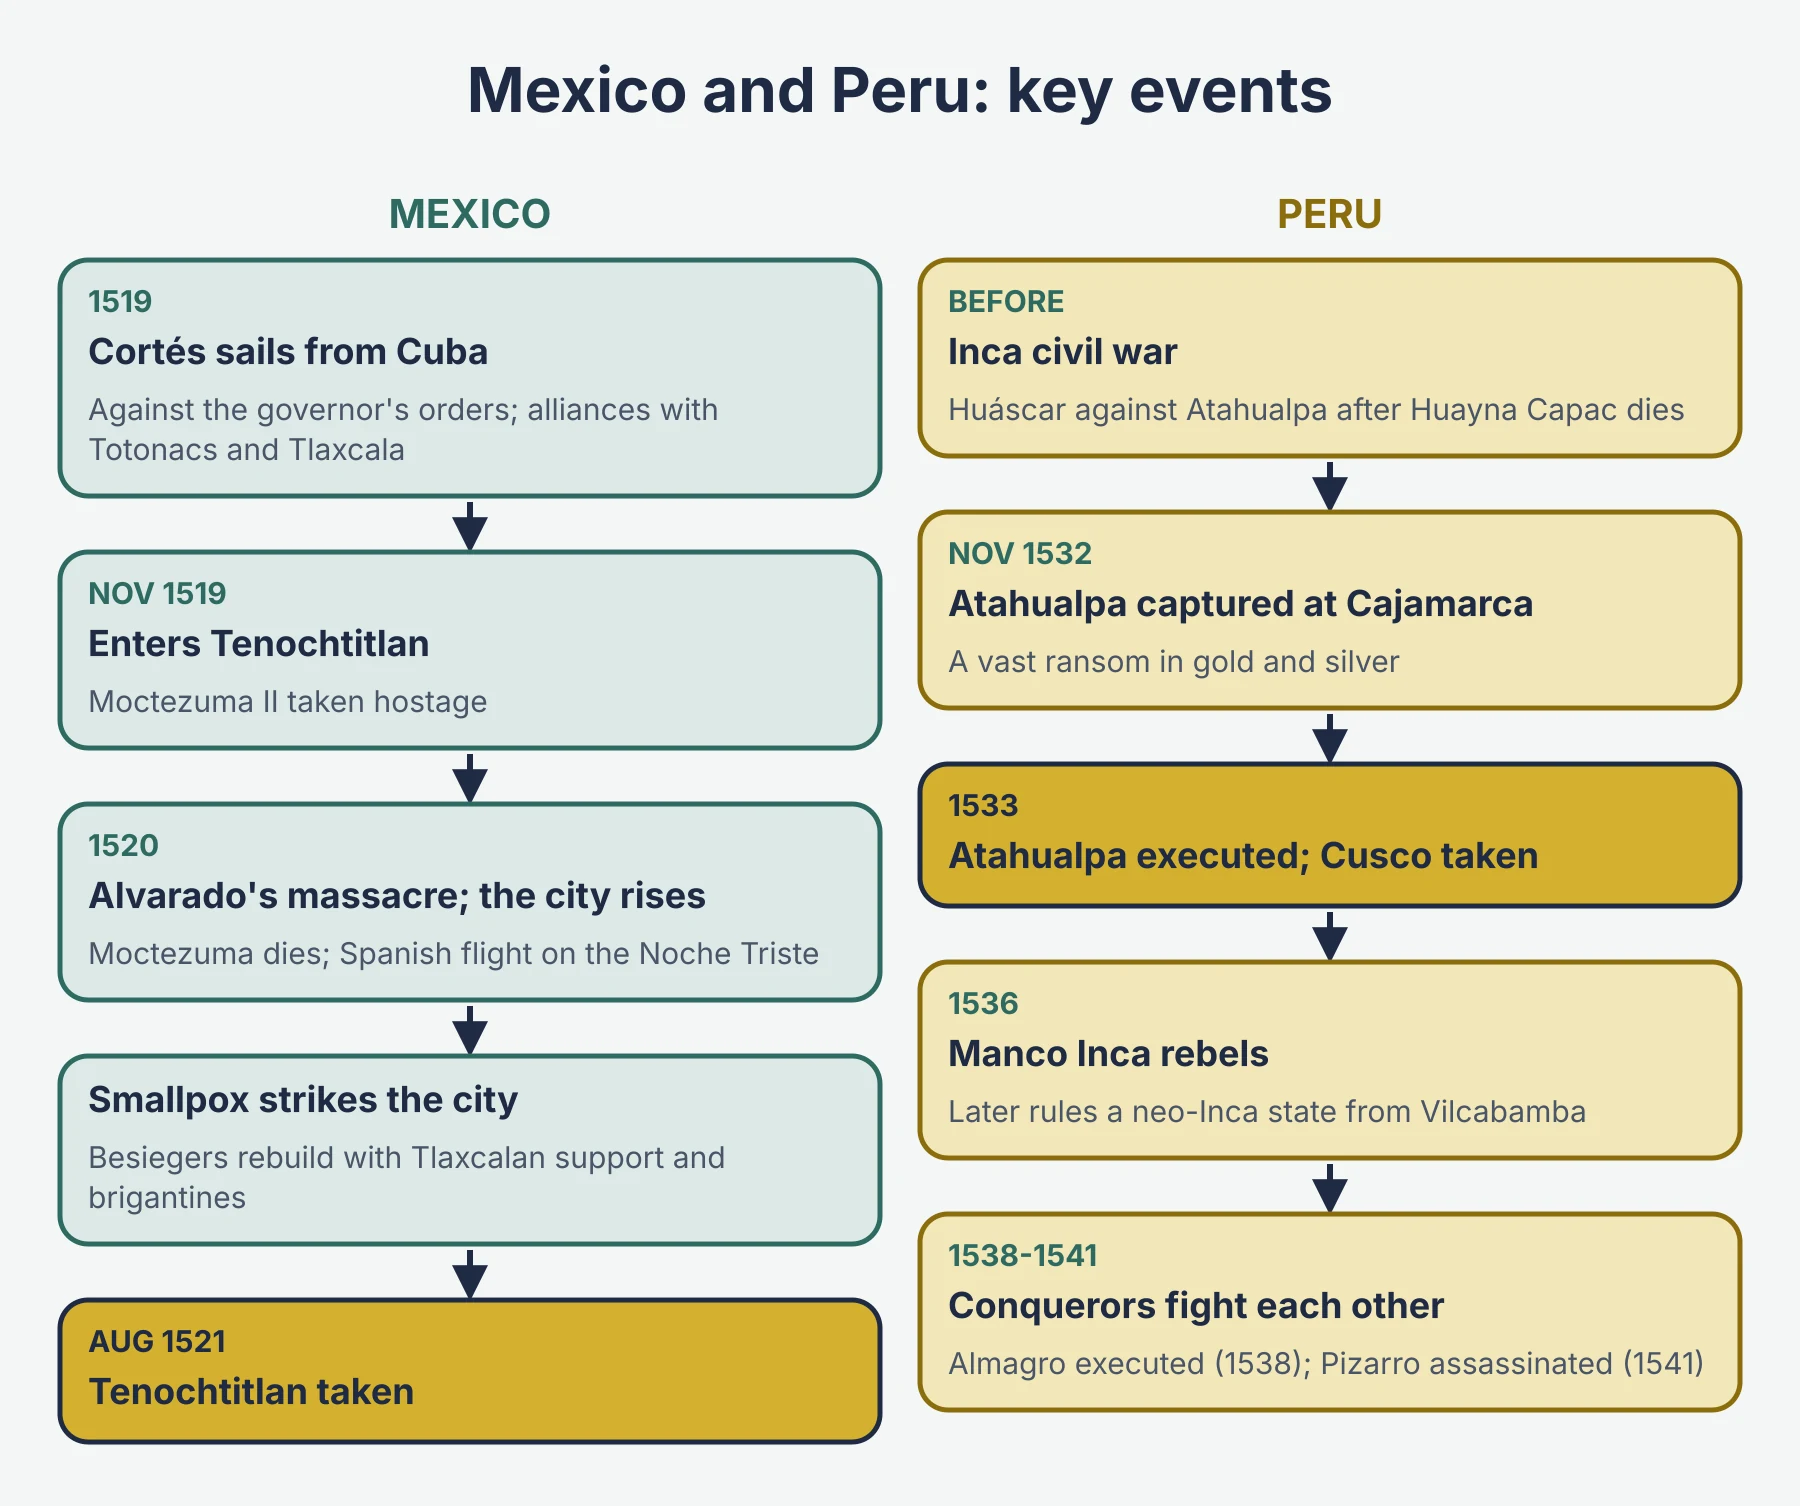 Mexico and Peru: key events
MEXICO
1519
Cortés sails from Cuba
Against the governor's orders; alliances with
Totonacs and Tlaxcala
NOV 1519
Enters Tenochtitlan
Moctezuma II taken hostage
1520
Alvarado's massacre; the city rises
Moctezuma dies; Spanish flight on the Noche Triste
Smallpox strikes the city
Besiegers rebuild with Tlaxcalan support and
brigantines
AUG 1521
Tenochtitlan taken
PERU
BEFORE
Inca civil war
Huáscar against Atahualpa after Huayna Capac dies
NOV 1532
Atahualpa captured at Cajamarca
A vast ransom in gold and silver
1533
Atahualpa executed; Cusco taken
1536
Manco Inca rebels
Later rules a neo-Inca state from Vilcabamba
1538-1541
Conquerors fight each other
Almagro executed (1538); Pizarro assassinated (1541)